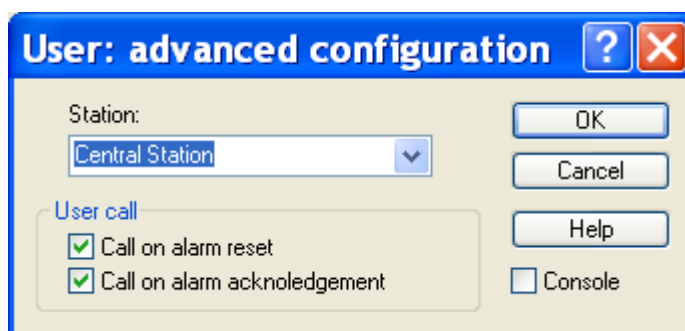 User: advanced configuration
Station:
Central Station
User call
Call on alarm reset
Call on alarm acknoledgement
OK
Cancel
Help
Console